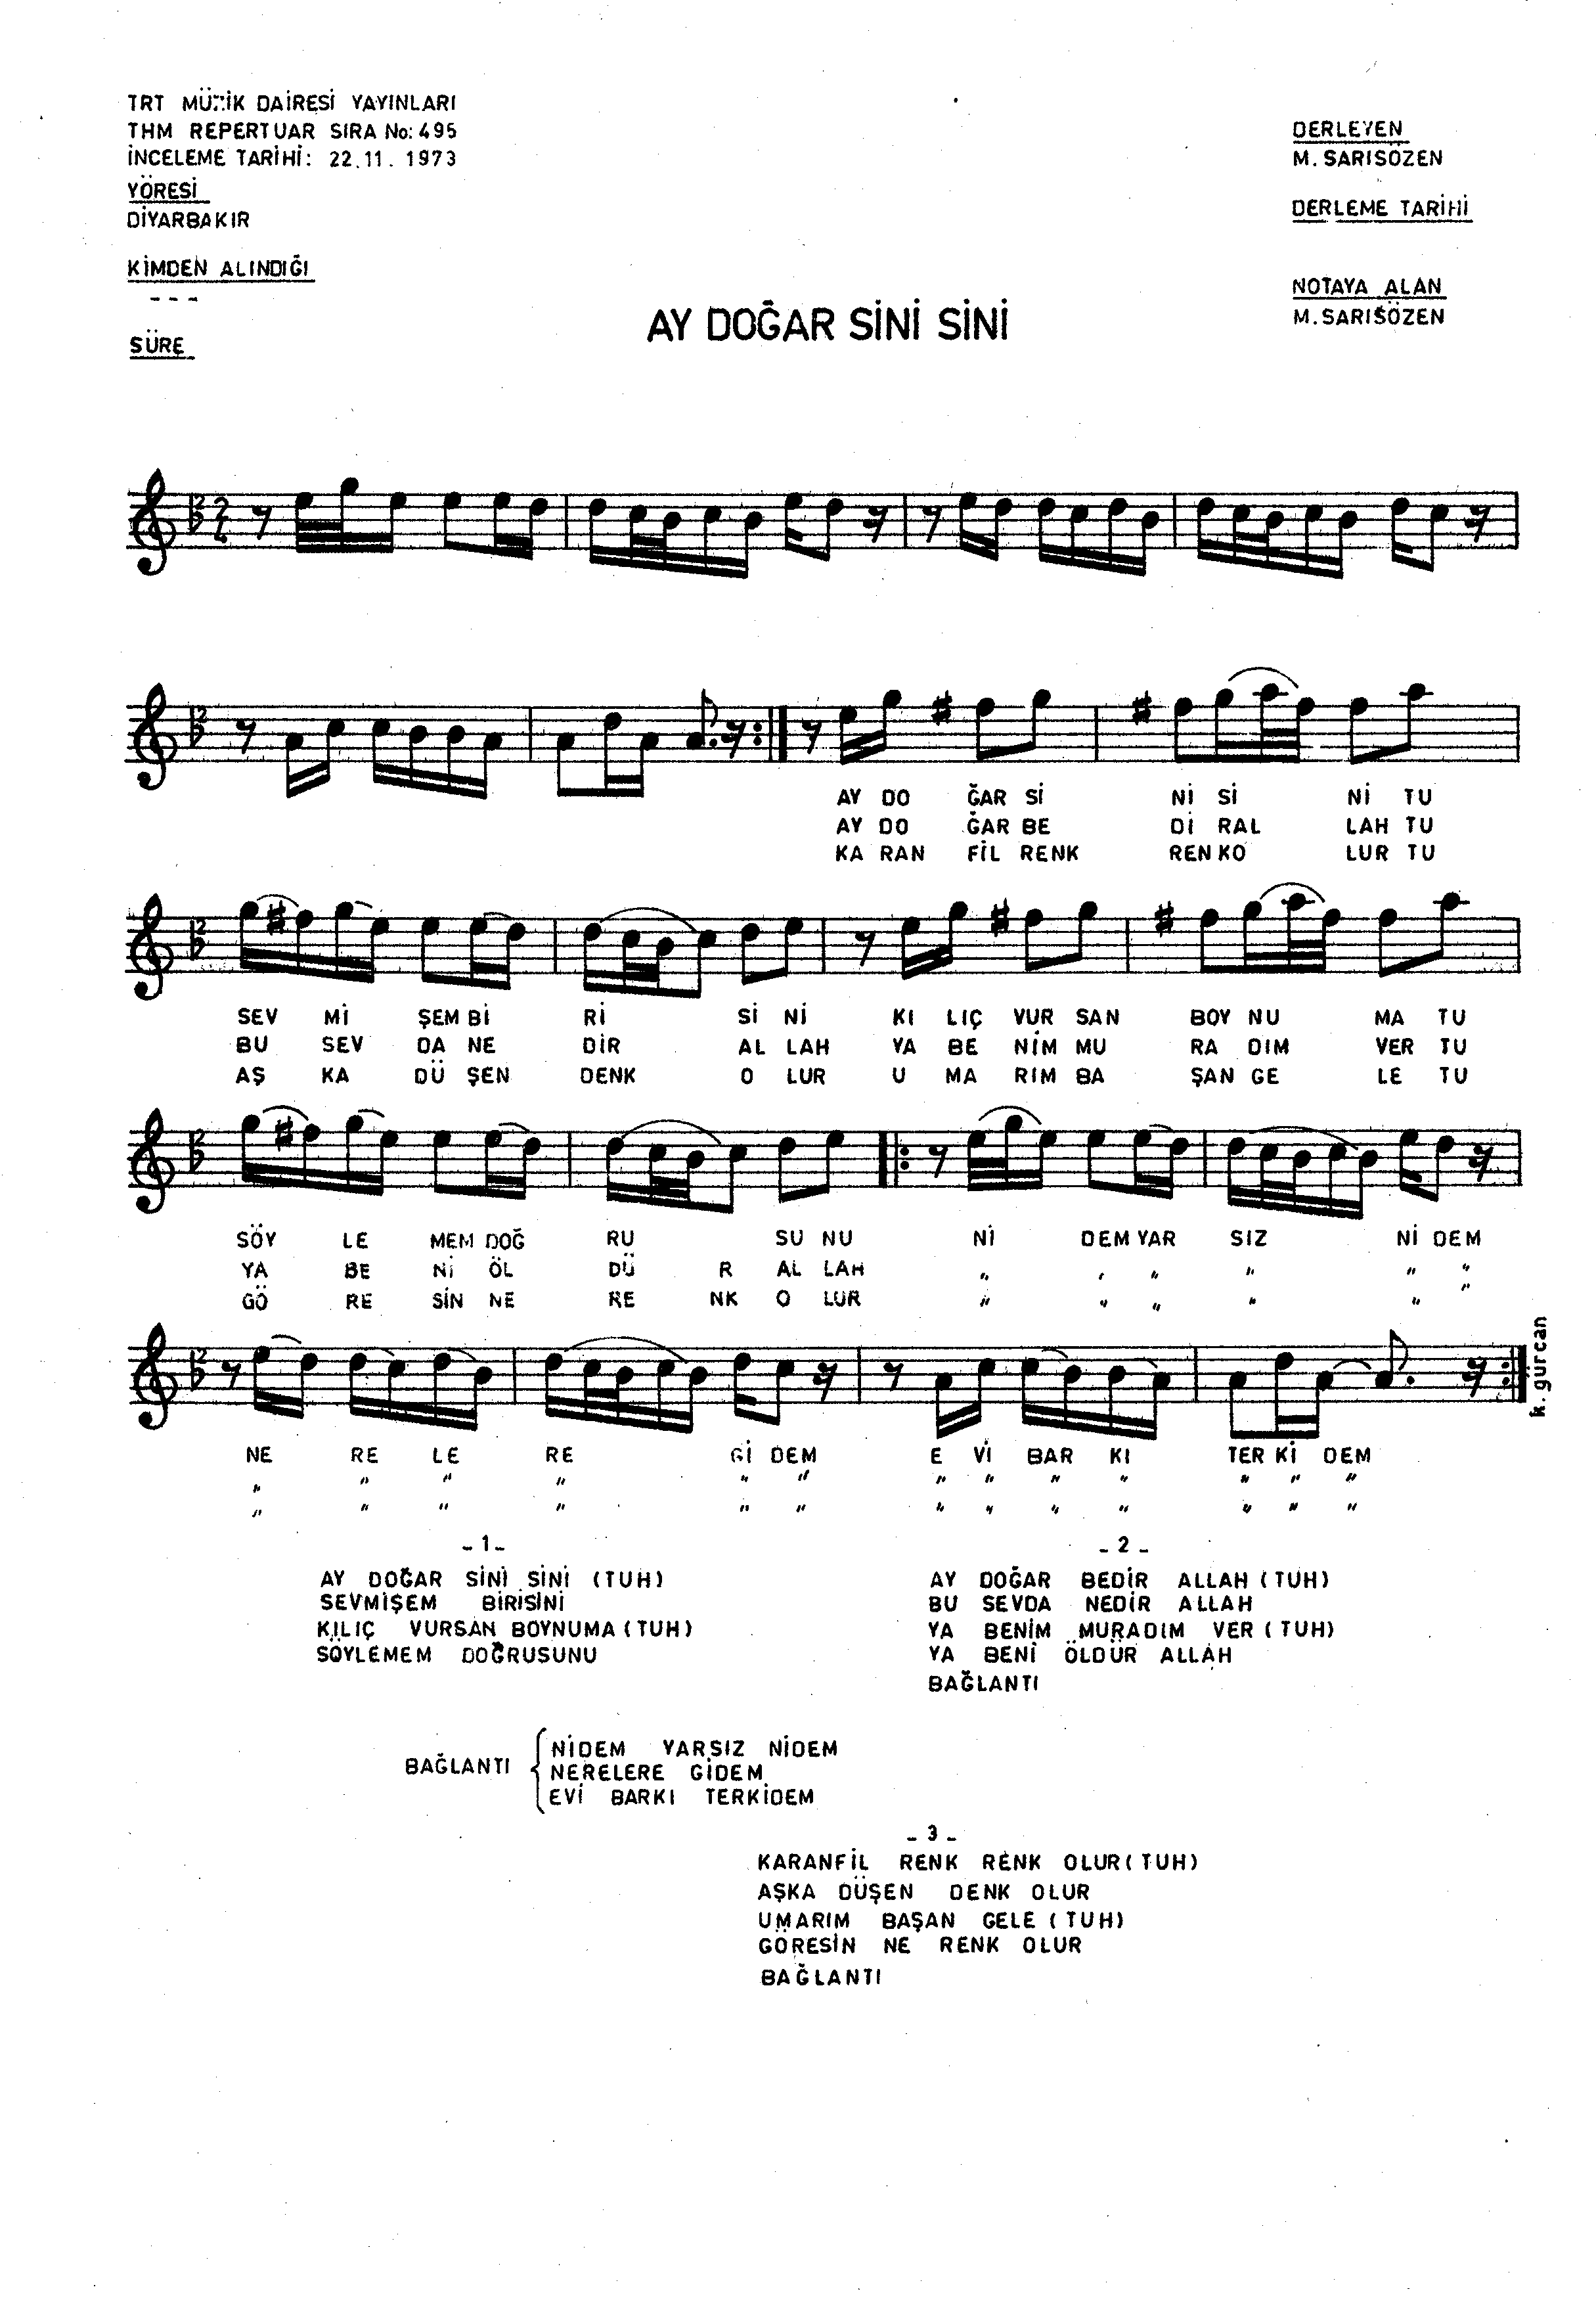 TRT MÜZİK DAİRESİ YAYINLARI
THM REPERTUAR SIRA No: 495
İNCELEME TARİHİ: 22.11.1973
YÖRESİ
DİYARBAKIR
KİMDEN ALINDIĞI
- - -
SÜRE
DERLEYEN
M. SARISÖZEN
DERLEME TARİHİ
NOTAYA ALAN
M. SARISÖZEN
AY DOĞAR SİNİ SİNİ
AY DO ĞAR Sİ Nİ Sİ Nİ TU
AY DO ĞAR BE Dİ RAL LAH TU
KA RAN FİL RENK REN KO LUR TU
SEV Mİ ŞEM Bİ Rİ Sİ Nİ KI LIÇ VUR SAN BOY NU MA TU
BU SEV DA NE DİR AL LAH YA BE NİM MU RA DIM VER TU
AŞ KA DÜ ŞEN DENK O LUR U MA RIM BA ŞAN GE LE TU
SÖY LE MEM DOĞ RU SU NU Nİ DEM YAR SIZ Nİ DEM
YA BE Nİ ÖL DÜ R AL LAH " " " " " "
GÖ RE SİN NE RE NK O LUR " " " " " "
k. gurcan
NE RE LE RE Gİ DEM E Vİ BAR KI TER Kİ DEM
" " " " " " " " " " " " "
" " " " " " " " " " " " "
- 1 -
AY DOĞAR SİNİ SİNİ (TUH)
SEVMİŞEM BİRİSİNİ
KILIÇ VURSAN BOYNUMA (TUH)
SÖYLEMEM DOĞRUSUNU
- 2 -
AY DOĞAR BEDİR ALLAH (TUH)
BU SEVDA NEDİR ALLAH
YA BENİM MURADIM VER (TUH)
YA BENİ ÖLDÜR ALLAH
BAĞLANTI
BAĞLANTI
NİDEM YARSIZ NİDEM
NERELERE GİDEM
EVİ BARKI TERKİDEM
- 3 -
KARANFİL RENK RENK OLUR (TUH)
AŞKA DÜŞEN DENK OLUR
UMARIM BAŞAN GELE (TUH)
GÖRESİN NE RENK OLUR
BAĞLANTI